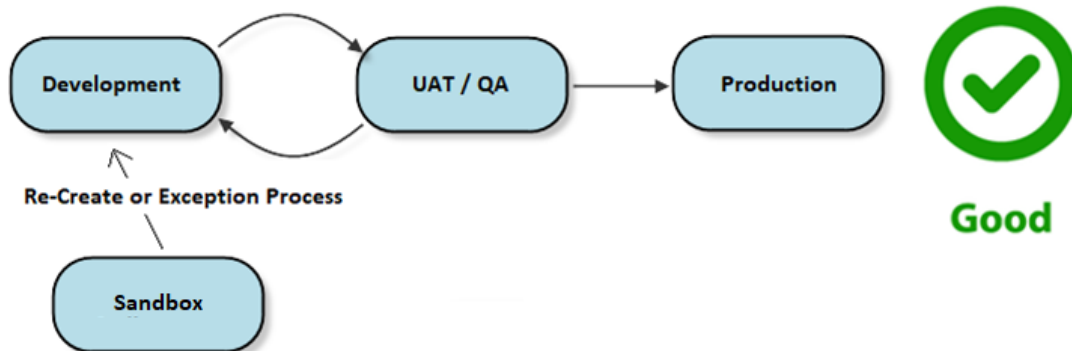 Development
UAT / QA
Production
Re-Create or Exception Process
Good
Sandbox